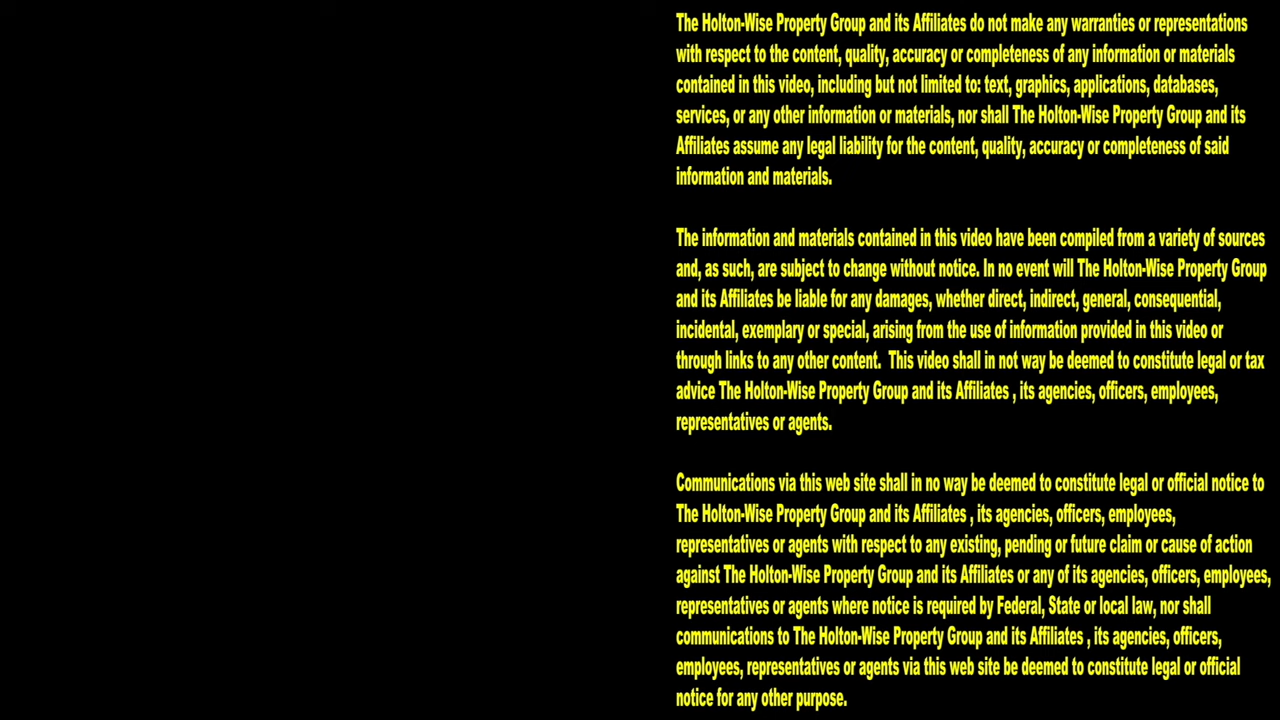 The Holton-Wise Property Group and its Affiliates do not make any warranties or representations
with respect to the content, quality, accuracy or completeness of any information or materials
contained in this video, including but not limited to: text, graphics, applications, databases,
services, or any other information or materials, nor shall The Holton-Wise Property Group and its
Affiliates assume any legal liability for the content, quality, accuracy or completeness of said
information and materials.
The information and materials contained in this video have been compiled from a variety of sources
and, as such, are subject to change without notice. In no event will The Holton-Wise Property Group
and its Affiliates be liable for any damages, whether direct, indirect, general, consequential,
incidental, exemplary or special, arising from the use of information provided in this video or
through links to any other content.  This video shall in not way be deemed to constitute legal or tax
advice The Holton-Wise Property Group and its Affiliates , its agencies, officers, employees,
representatives or agents.
Communications via this web site shall in no way be deemed to constitute legal or official notice to
The Holton-Wise Property Group and its Affiliates , its agencies, officers, employees,
representatives or agents with respect to any existing, pending or future claim or cause of action
against The Holton-Wise Property Group and its Affiliates or any of its agencies, officers, employees,
representatives or agents where notice is required by Federal, State or local law, nor shall
communications to The Holton-Wise Property Group and its Affiliates , its agencies, officers,
employees, representatives or agents via this web site be deemed to constitute legal or official
notice for any other purpose.